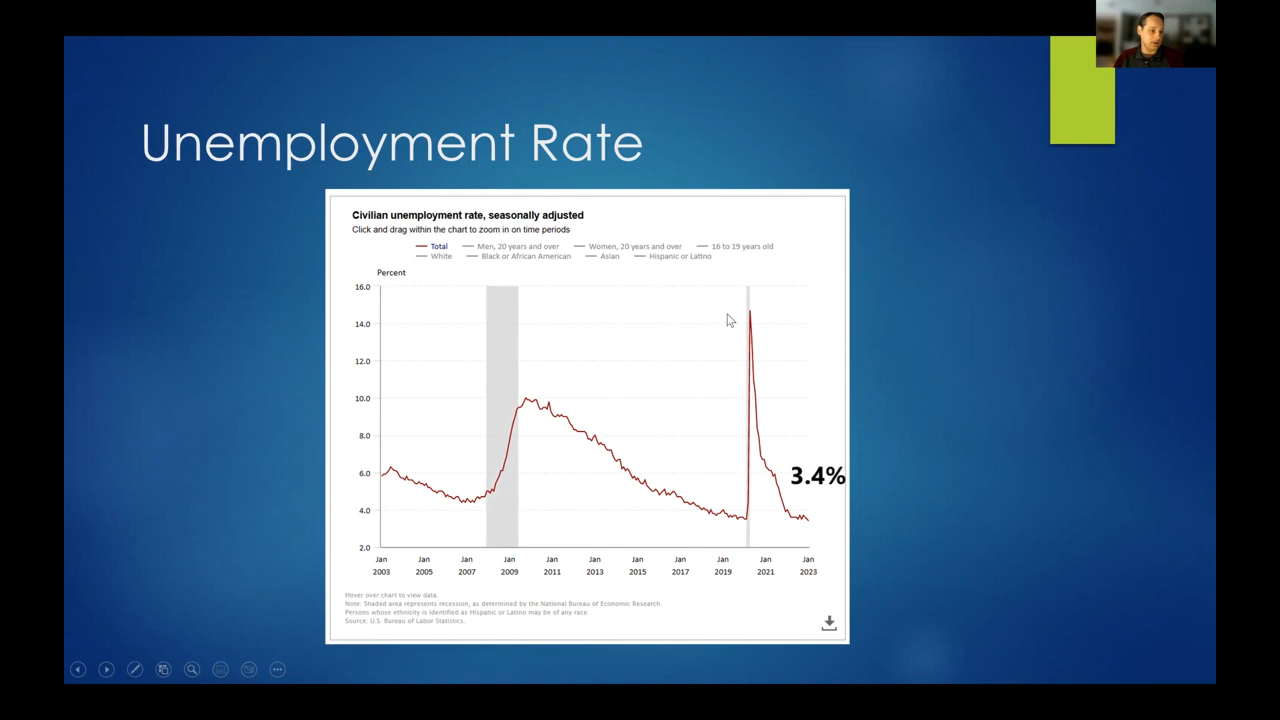 Unemployment Rate
Civilian unemployment rate, seasonally adjusted
Click and drag within the chart to zoom in on time periods
Total Men, 20 years and over Women, 20 years and over 16 to 19 years old
White Black or African American Asian Hispanic or Latino
Percent
16.0
14.0
12.0
10.0
8.0
6.0
4.0
2.0
3.4%
Jan Jan Jan Jan Jan Jan Jan Jan Jan Jan Jan
2003 2005 2007 2009 2011 2013 2015 2017 2019 2021 2023
Hover over chart to view data.
Note: Shaded area represents recession, as determined by the National Bureau of Economic Research.
Persons whose ethnicity is identified as Hispanic or Latino may be of any race.
Source: U.S. Bureau of Labor Statistics.